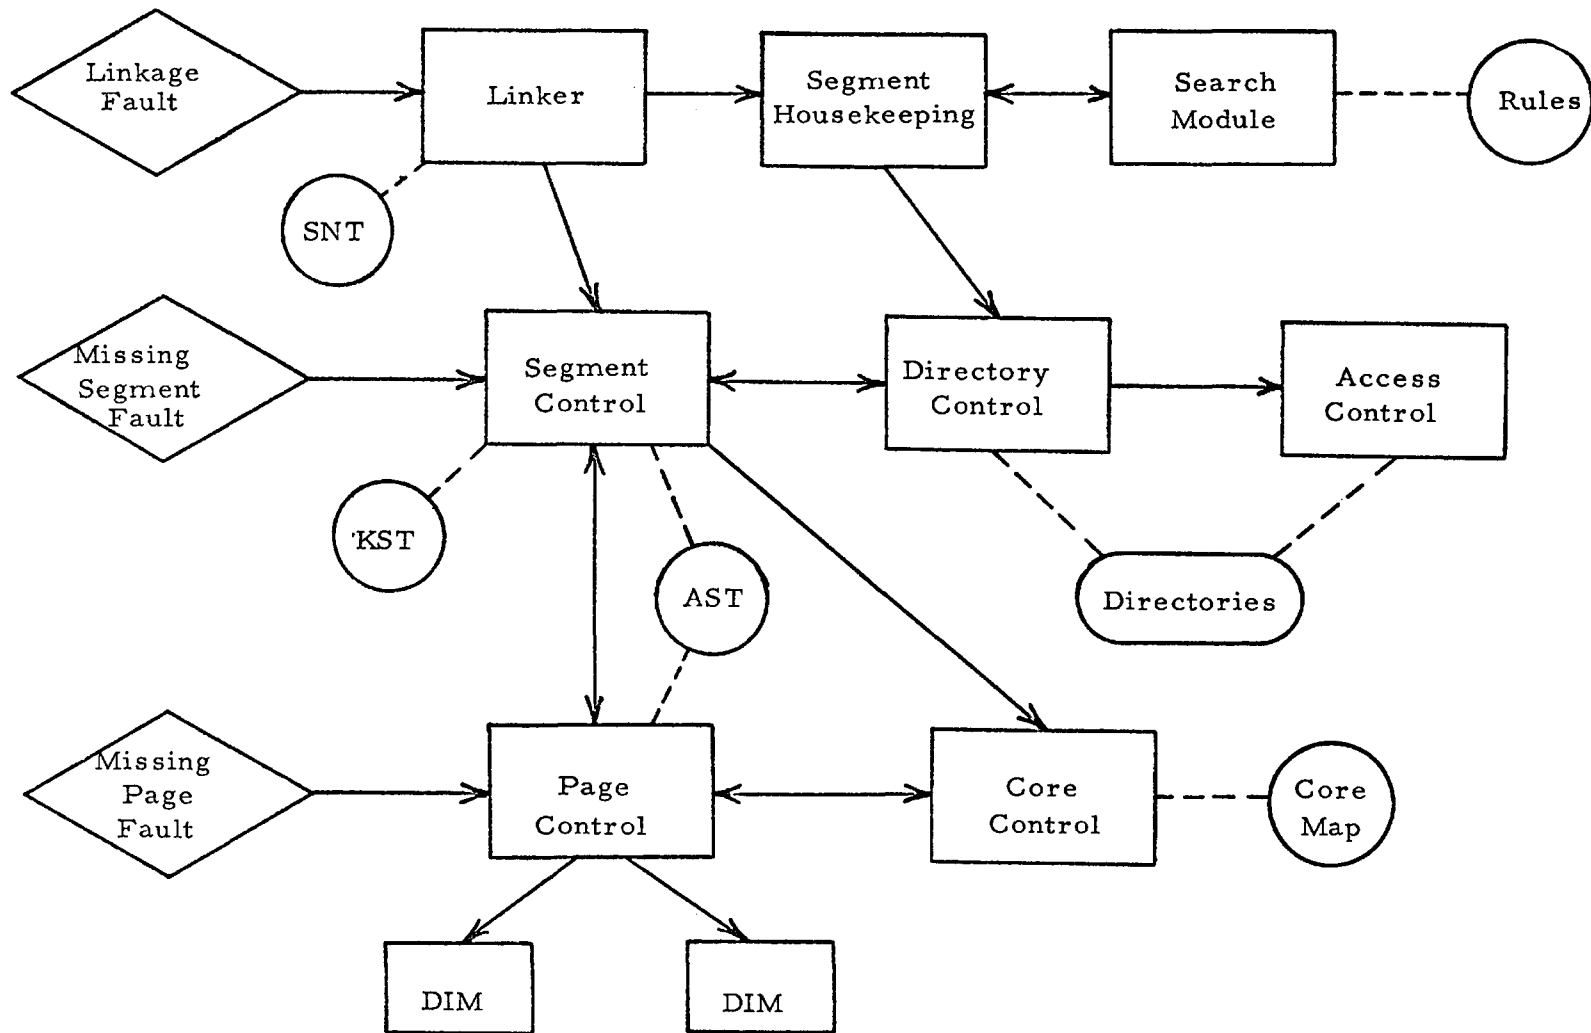 Linkage
Fault
Linker
Segment
Housekeeping
Search
Module
Rules
SNT
Missing
Segment
Fault
Segment
Control
Directory
Control
Access
Control
KST
AST
Directories
Missing
Page
Fault
Page
Control
Core
Control
Core
Map
DIM
DIM